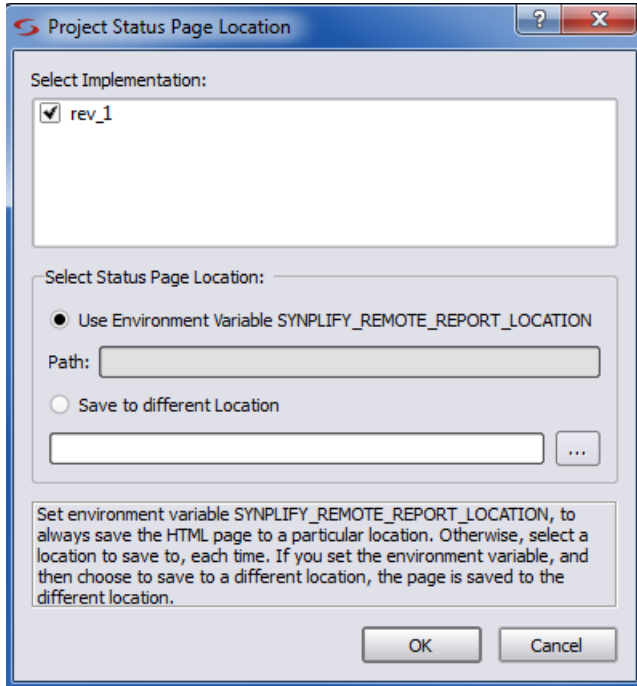 Project Status Page Location
?
X
Select Implementation:
rev_1
Select Status Page Location:
Use Environment Variable SYNPLIFY_REMOTE_REPORT_LOCATION
Path:
Save to different Location
...
Set environment variable SYNPLIFY_REMOTE_REPORT_LOCATION, to
always save the HTML page to a particular location. Otherwise, select a
location to save to, each time. If you set the environment variable, and
then choose to save to a different location, the page is saved to the
different location.
OK
Cancel